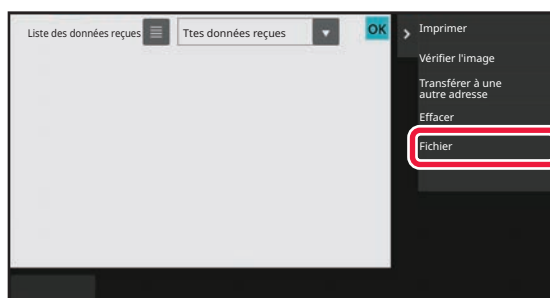 Liste des données reçues
Ttes données reçues
OK
Imprimer
Vérifier l'image
Transférer à une
autre adresse
Effacer
Fichier